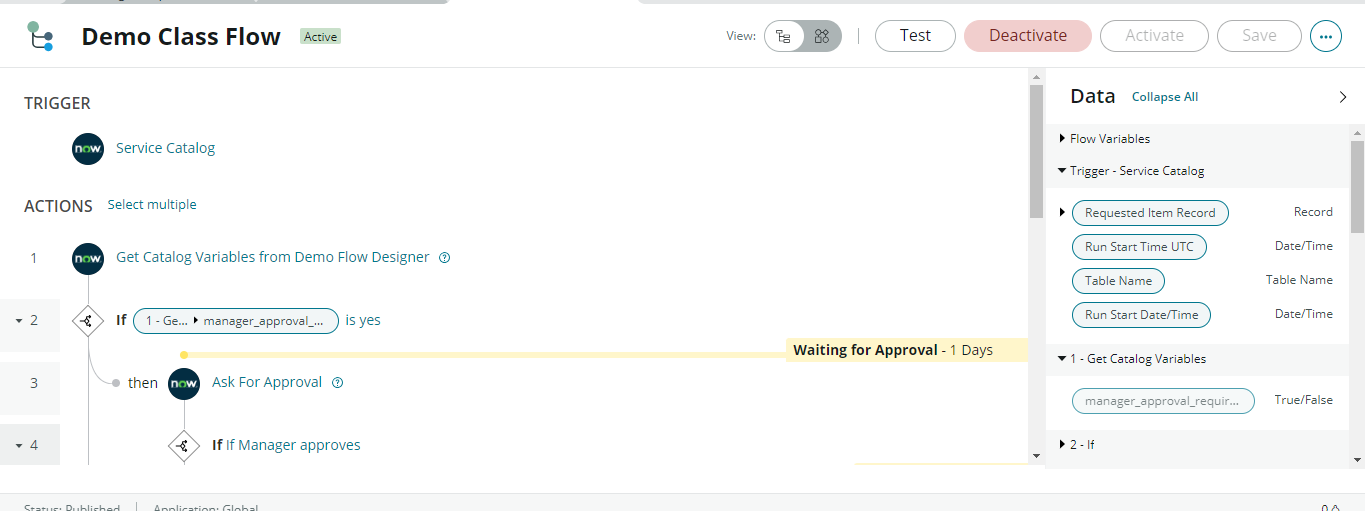 Demo Class Flow Active View: Test Deactivate Activate Save ...
TRIGGER
now Service Catalog
ACTIONS Select multiple
1 now Get Catalog Variables from Demo Flow Designer ?
2 If 1 - Ge... manager_approval_... is yes
Waiting for Approval - 1 Days
3 then now Ask For Approval ?
4 If If Manager approves
Data Collapse All
Flow Variables
Trigger - Service Catalog
Requested Item Record Record
Run Start Time UTC Date/Time
Table Name Table Name
Run Start Date/Time Date/Time
1 - Get Catalog Variables
manager_approval_requir... True/False
2 - If
Status: Published Application: Global 0